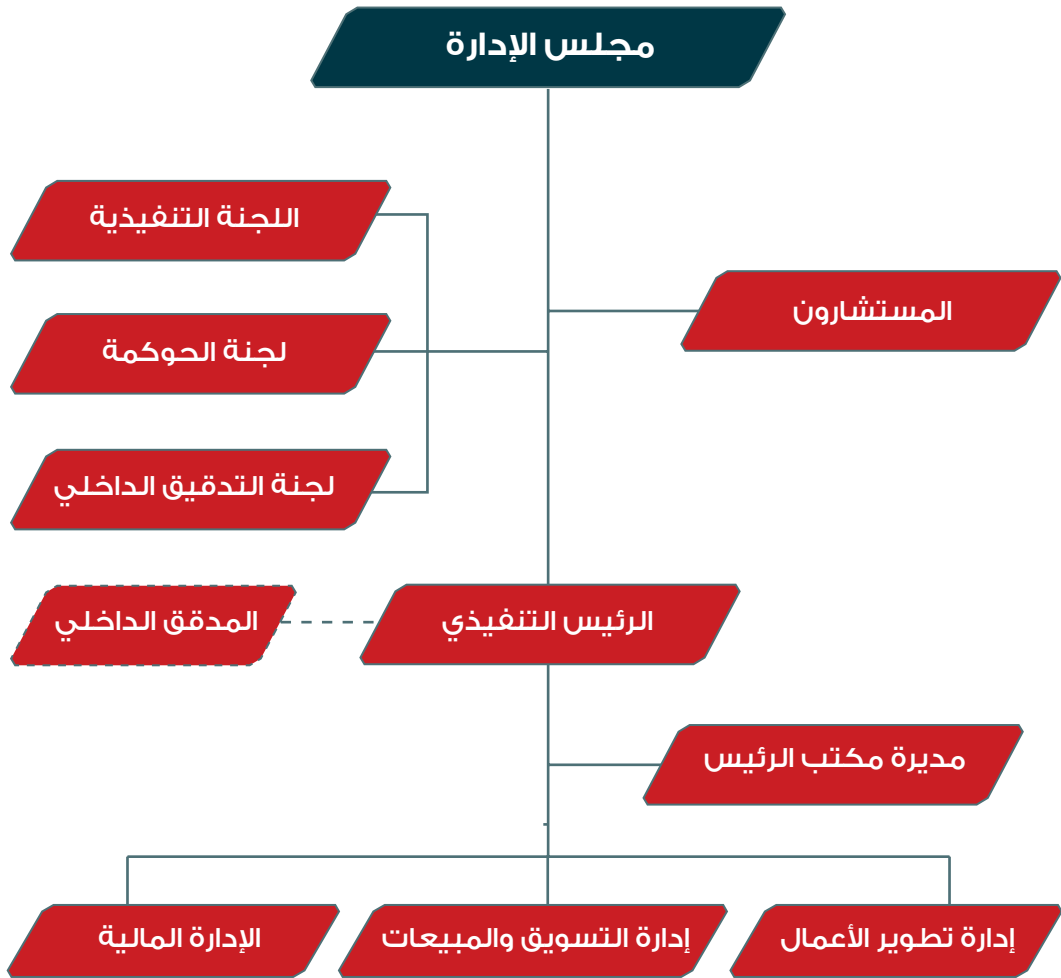 مجلس الإدارة
اللجنة التنفيذية
المستشارون
لجنة الحوكمة
لجنة التدقيق الداخلي
الرئيس التنفيذي
المدقق الداخلي
مديرة مكتب الرئيس
إدارة تطوير الأعمال
إدارة التسويق والمبيعات
الإدارة المالية